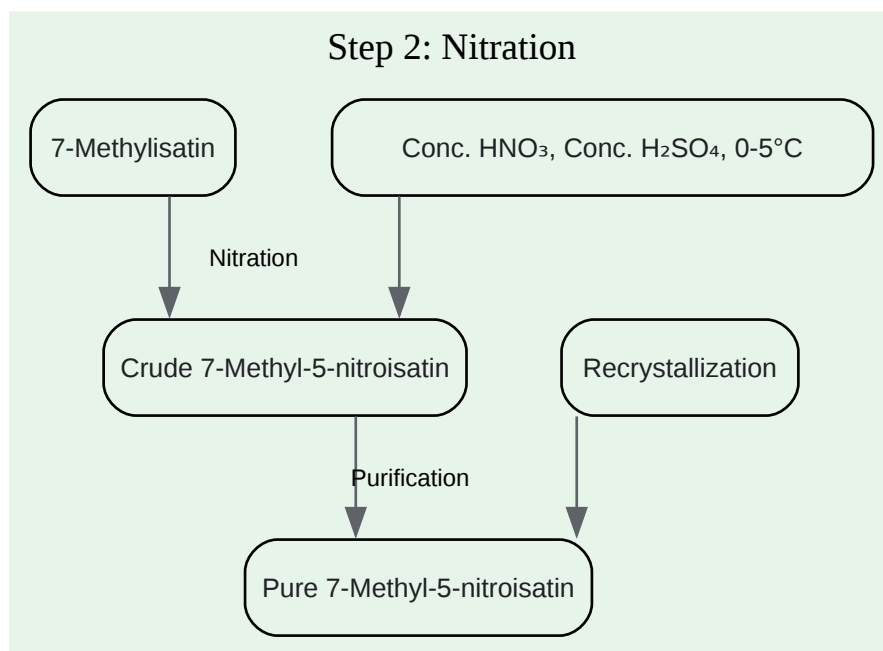 Step 2: Nitration
7-Methylisatin
Conc. HNO₃, Conc. H₂SO₄, 0-5°C
Nitration
Crude 7-Methyl-5-nitroisatin
Recrystallization
Purification
Pure 7-Methyl-5-nitroisatin